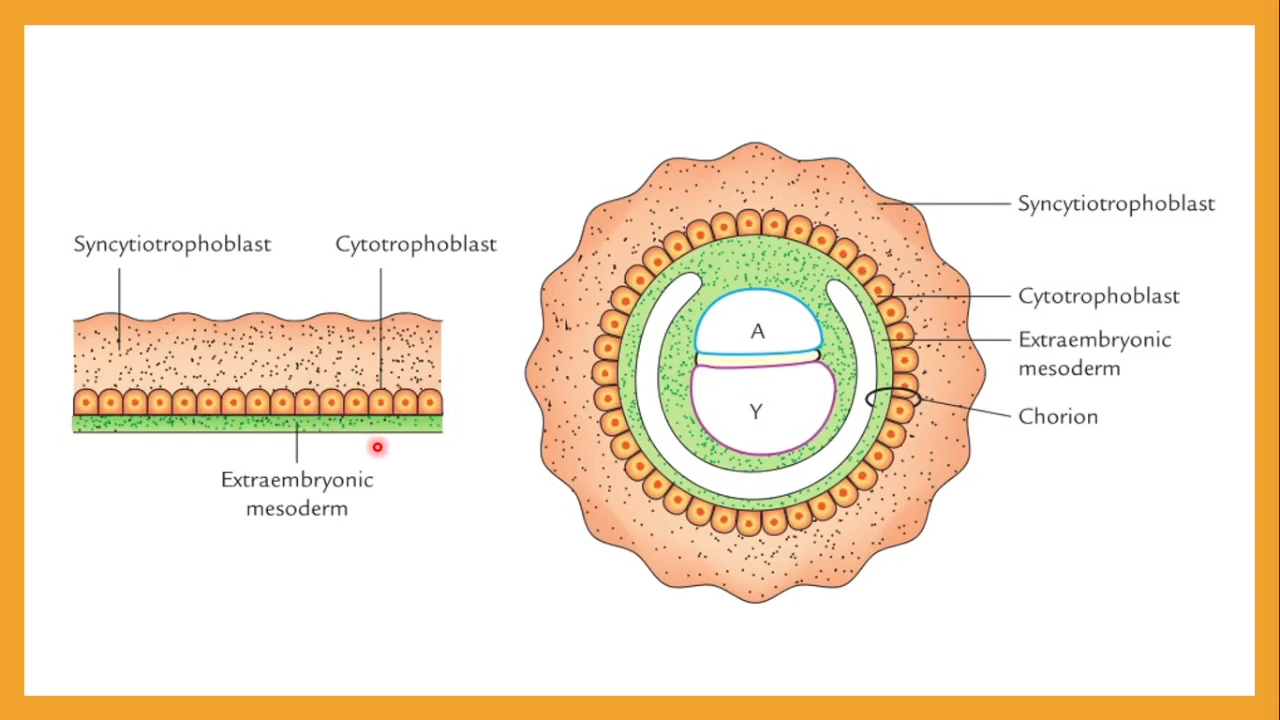 Syncytiotrophoblast
Cytotrophoblast
Extraembryonic
mesoderm
A
Y
Syncytiotrophoblast
Cytotrophoblast
Extraembryonic
mesoderm
Chorion